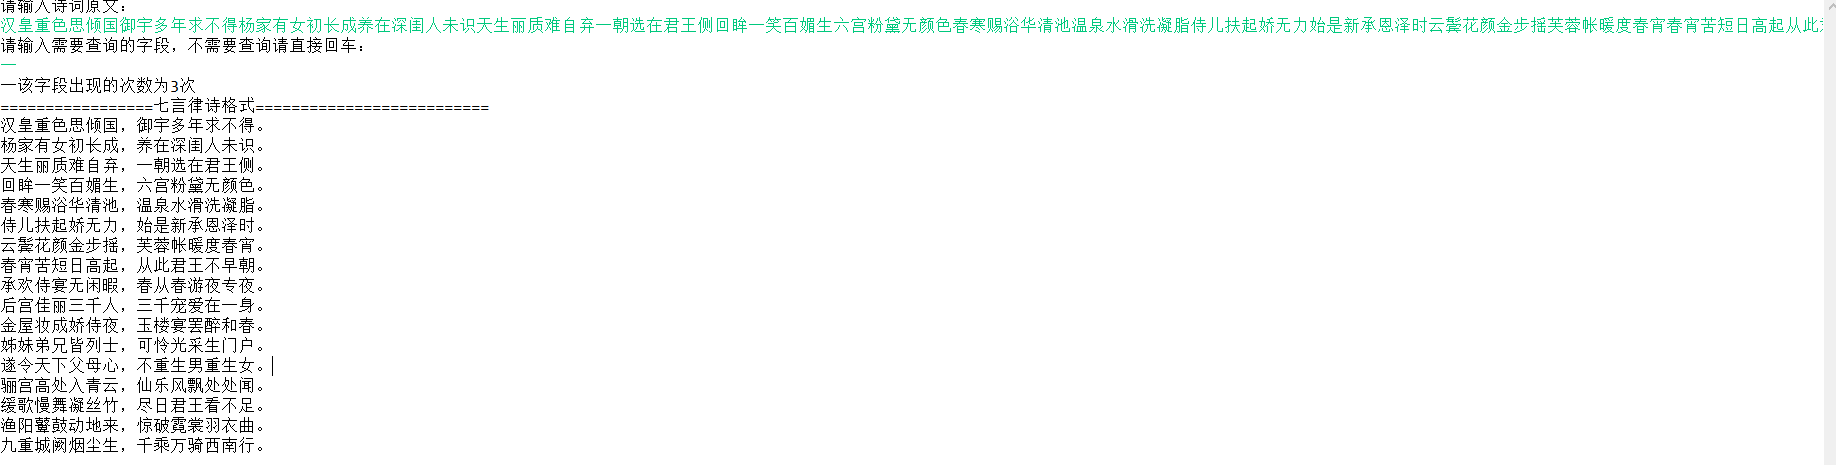 请输入诗词原文：
汉皇重色思倾国御宇多年求不得杨家有女初长成养在深闺人未识天生丽质难自弃一朝选在君王侧回眸一笑百媚生六宫粉黛无颜色春寒赐浴华清池温泉水滑洗凝脂侍儿扶起娇无力始是新承恩泽时云鬓花颜金步摇芙蓉帐暖度春宵春宵苦短日高起从此
请输入需要查询的字段，不需要查询请直接回车：
一
一该字段出现的次数为3次
=================七言律诗格式==========================
汉皇重色思倾国，御宇多年求不得。
杨家有女初长成，养在深闺人未识。
天生丽质难自弃，一朝选在君王侧。
回眸一笑百媚生，六宫粉黛无颜色。
春寒赐浴华清池，温泉水滑洗凝脂。
侍儿扶起娇无力，始是新承恩泽时。
云鬓花颜金步摇，芙蓉帐暖度春宵。
春宵苦短日高起，从此君王不早朝。
承欢侍宴无闲暇，春从春游夜专夜。
后宫佳丽三千人，三千宠爱在一身。
金屋妆成娇侍夜，玉楼宴罢醉和春。
姊妹弟兄皆列士，可怜光采生门户。
遂令天下父母心，不重生男重生女。
骊宫高处入青云，仙乐风飘处处闻。
缓歌慢舞凝丝竹，尽日君王看不足。
渔阳鼙鼓动地来，惊破霓裳羽衣曲。
九重城阙烟尘生，千乘万骑西南行。